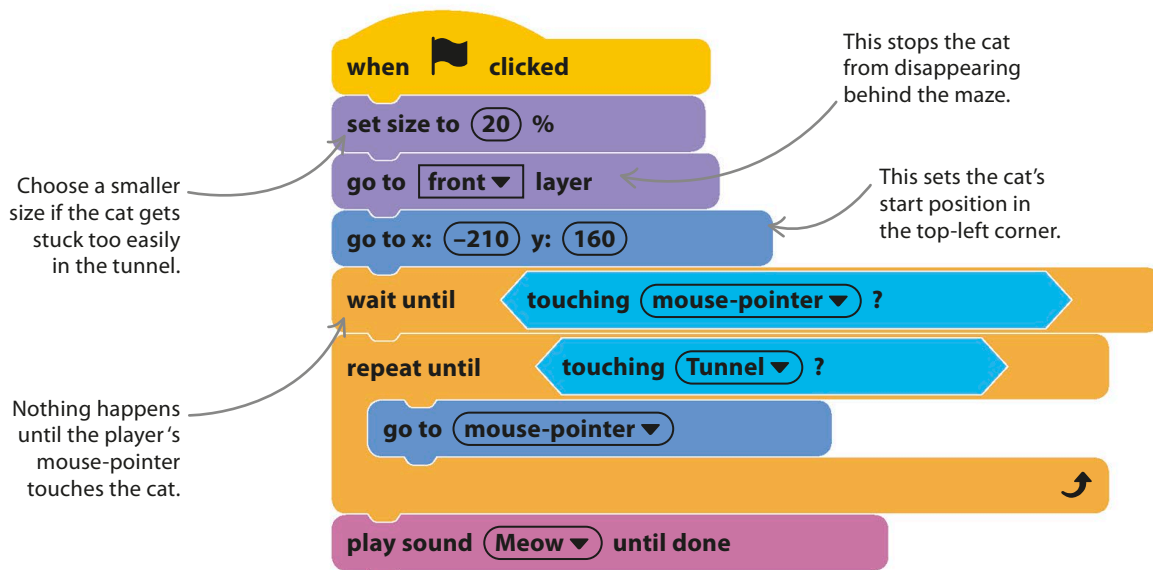 when clicked
set size to 20 %
go to front layer
go to x: –210 y: 160
wait until touching mouse-pointer ?
repeat until touching Tunnel ?
go to mouse-pointer
play sound Meow until done
This stops the cat
from disappearing
behind the maze.
Choose a smaller
size if the cat gets
stuck too easily
in the tunnel.
This sets the cat's
start position in
the top-left corner.
Nothing happens
until the player's
mouse-pointer
touches the cat.